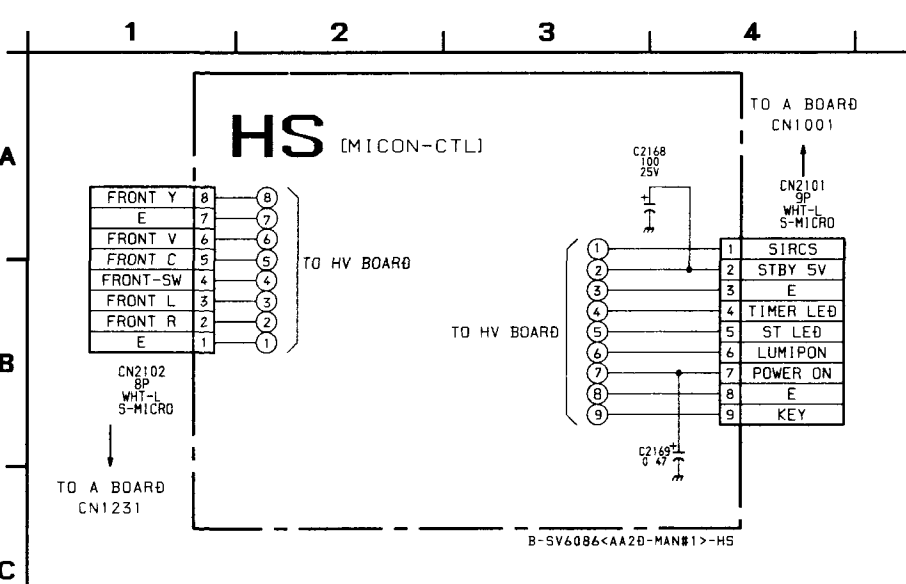 1 2 3 4
A
B
C
HS [MICON-CTL]
TO A BOARD
CN1001
C2168
100
25V
CN2101
9P
WHT-L
S-MICRO
FRONT Y 8 8
E 7 7
FRONT V 6 6
FRONT C 5 5
FRONT-SW 4 4
FRONT L 3 3
FRONT R 2 2
E 1 1
TO HV BOARD
CN2102
8P
WHT-L
S-MICRO
TO A BOARD
CN1231
TO HV BOARD
1 1 SIRCS
2 2 STBY 5V
3 3 E
4 4 TIMER LED
5 5 ST LED
6 6 LUMIPON
7 7 POWER ON
8 8 E
9 9 KEY
C2169
0 47
B-SV6086<AA2D-MAN#1>-HS